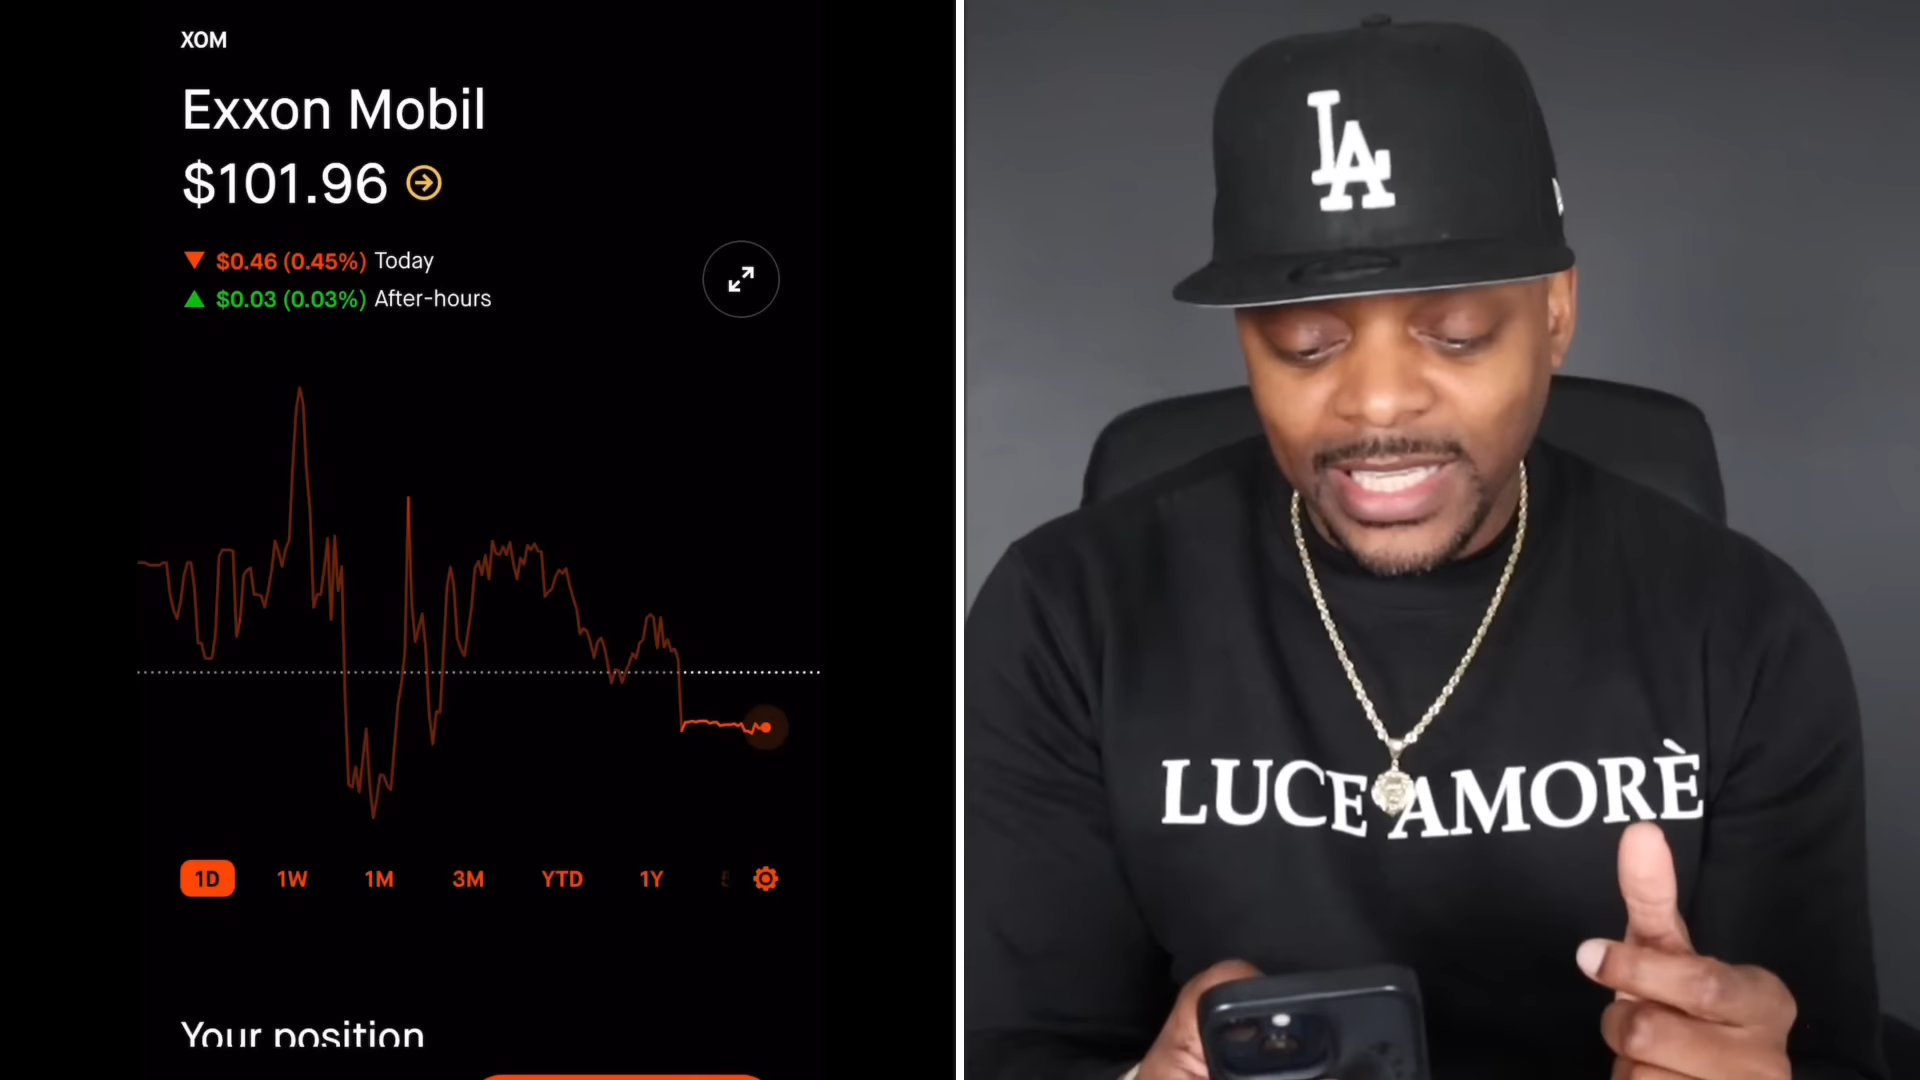 XOM
Exxon Mobil
$101.96
$0.46 (0.45%) Today
$0.03 (0.03%) After-hours
1D 1W 1M 3M YTD 1Y
Your position
LA
LUCE AMORÈ